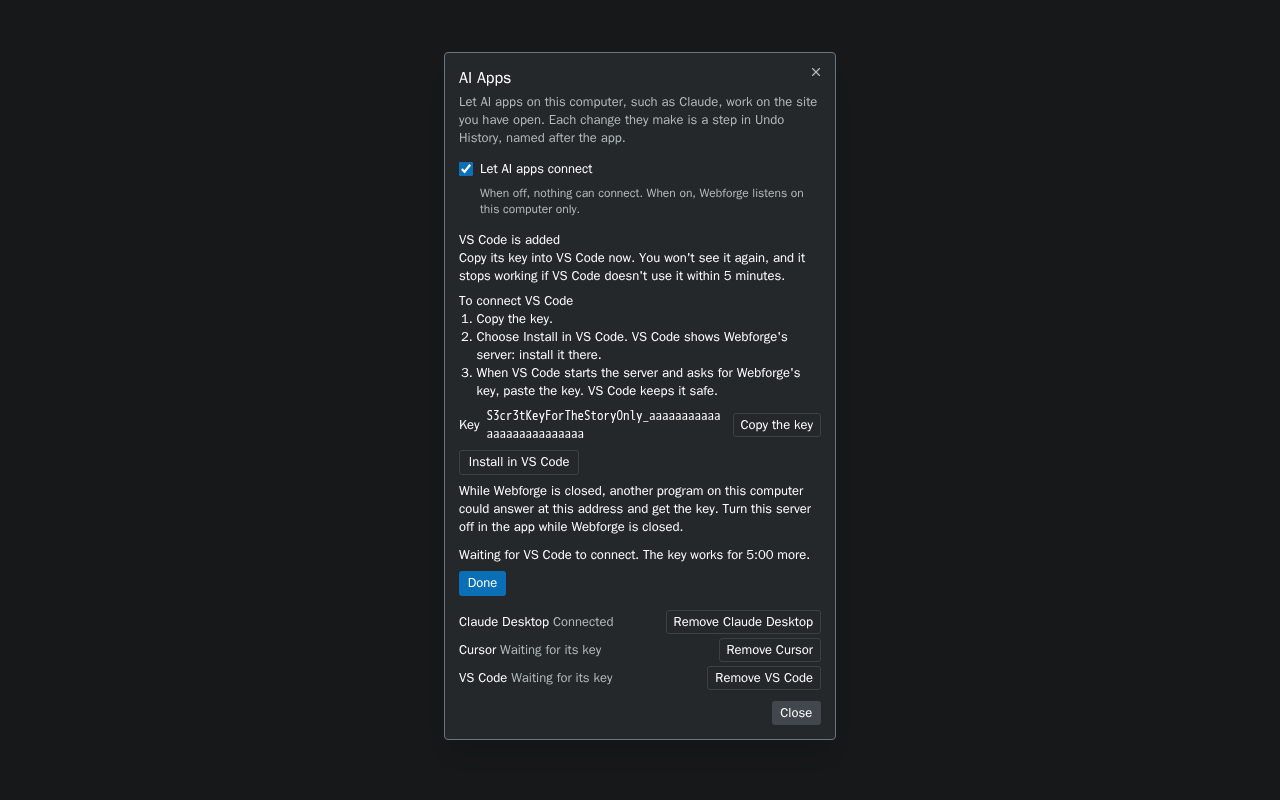 AI Apps
Let AI apps on this computer, such as Claude, work on the site
you have open. Each change they make is a step in Undo
History, named after the app.
Let AI apps connect
When off, nothing can connect. When on, Webforge listens on
this computer only.
VS Code is added
Copy its key into VS Code now. You won't see it again, and it
stops working if VS Code doesn't use it within 5 minutes.
To connect VS Code
1. Copy the key.
2. Choose Install in VS Code. VS Code shows Webforge's
server: install it there.
3. When VS Code starts the server and asks for Webforge's
key, paste the key. VS Code keeps it safe.
Key S3cr3tKeyForTheStoryOnly_aaaaaaaaaaa Copy the key
aaaaaaaaaaaaaaa
Install in VS Code
While Webforge is closed, another program on this computer
could answer at this address and get the key. Turn this server
off in the app while Webforge is closed.
Waiting for VS Code to connect. The key works for 5:00 more.
Done
Claude Desktop Connected Remove Claude Desktop
Cursor Waiting for its key Remove Cursor
VS Code Waiting for its key Remove VS Code
Close